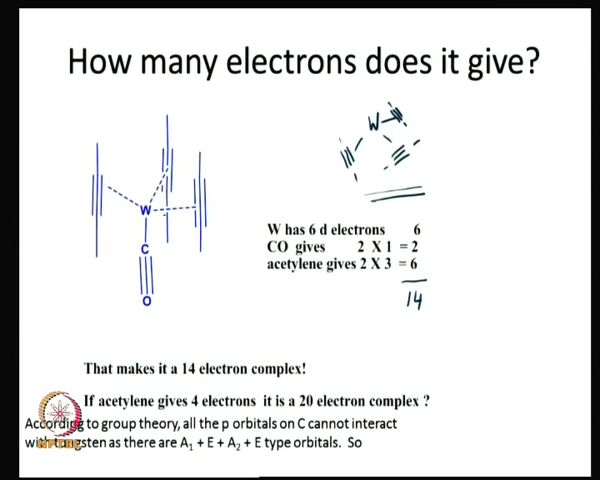 How many electrons does it give?
W
W
C
O
W has 6 d electrons 6
CO gives 2 X 1 = 2
acetylene gives 2 X 3 = 6
14
That makes it a 14 electron complex!
If acetylene gives 4 electrons it is a 20 electron complex ?
According to group theory, all the p orbitals on C cannot interact
with tungsten as there are A₁ + E + A₂ + E type orbitals. So
NPTEL